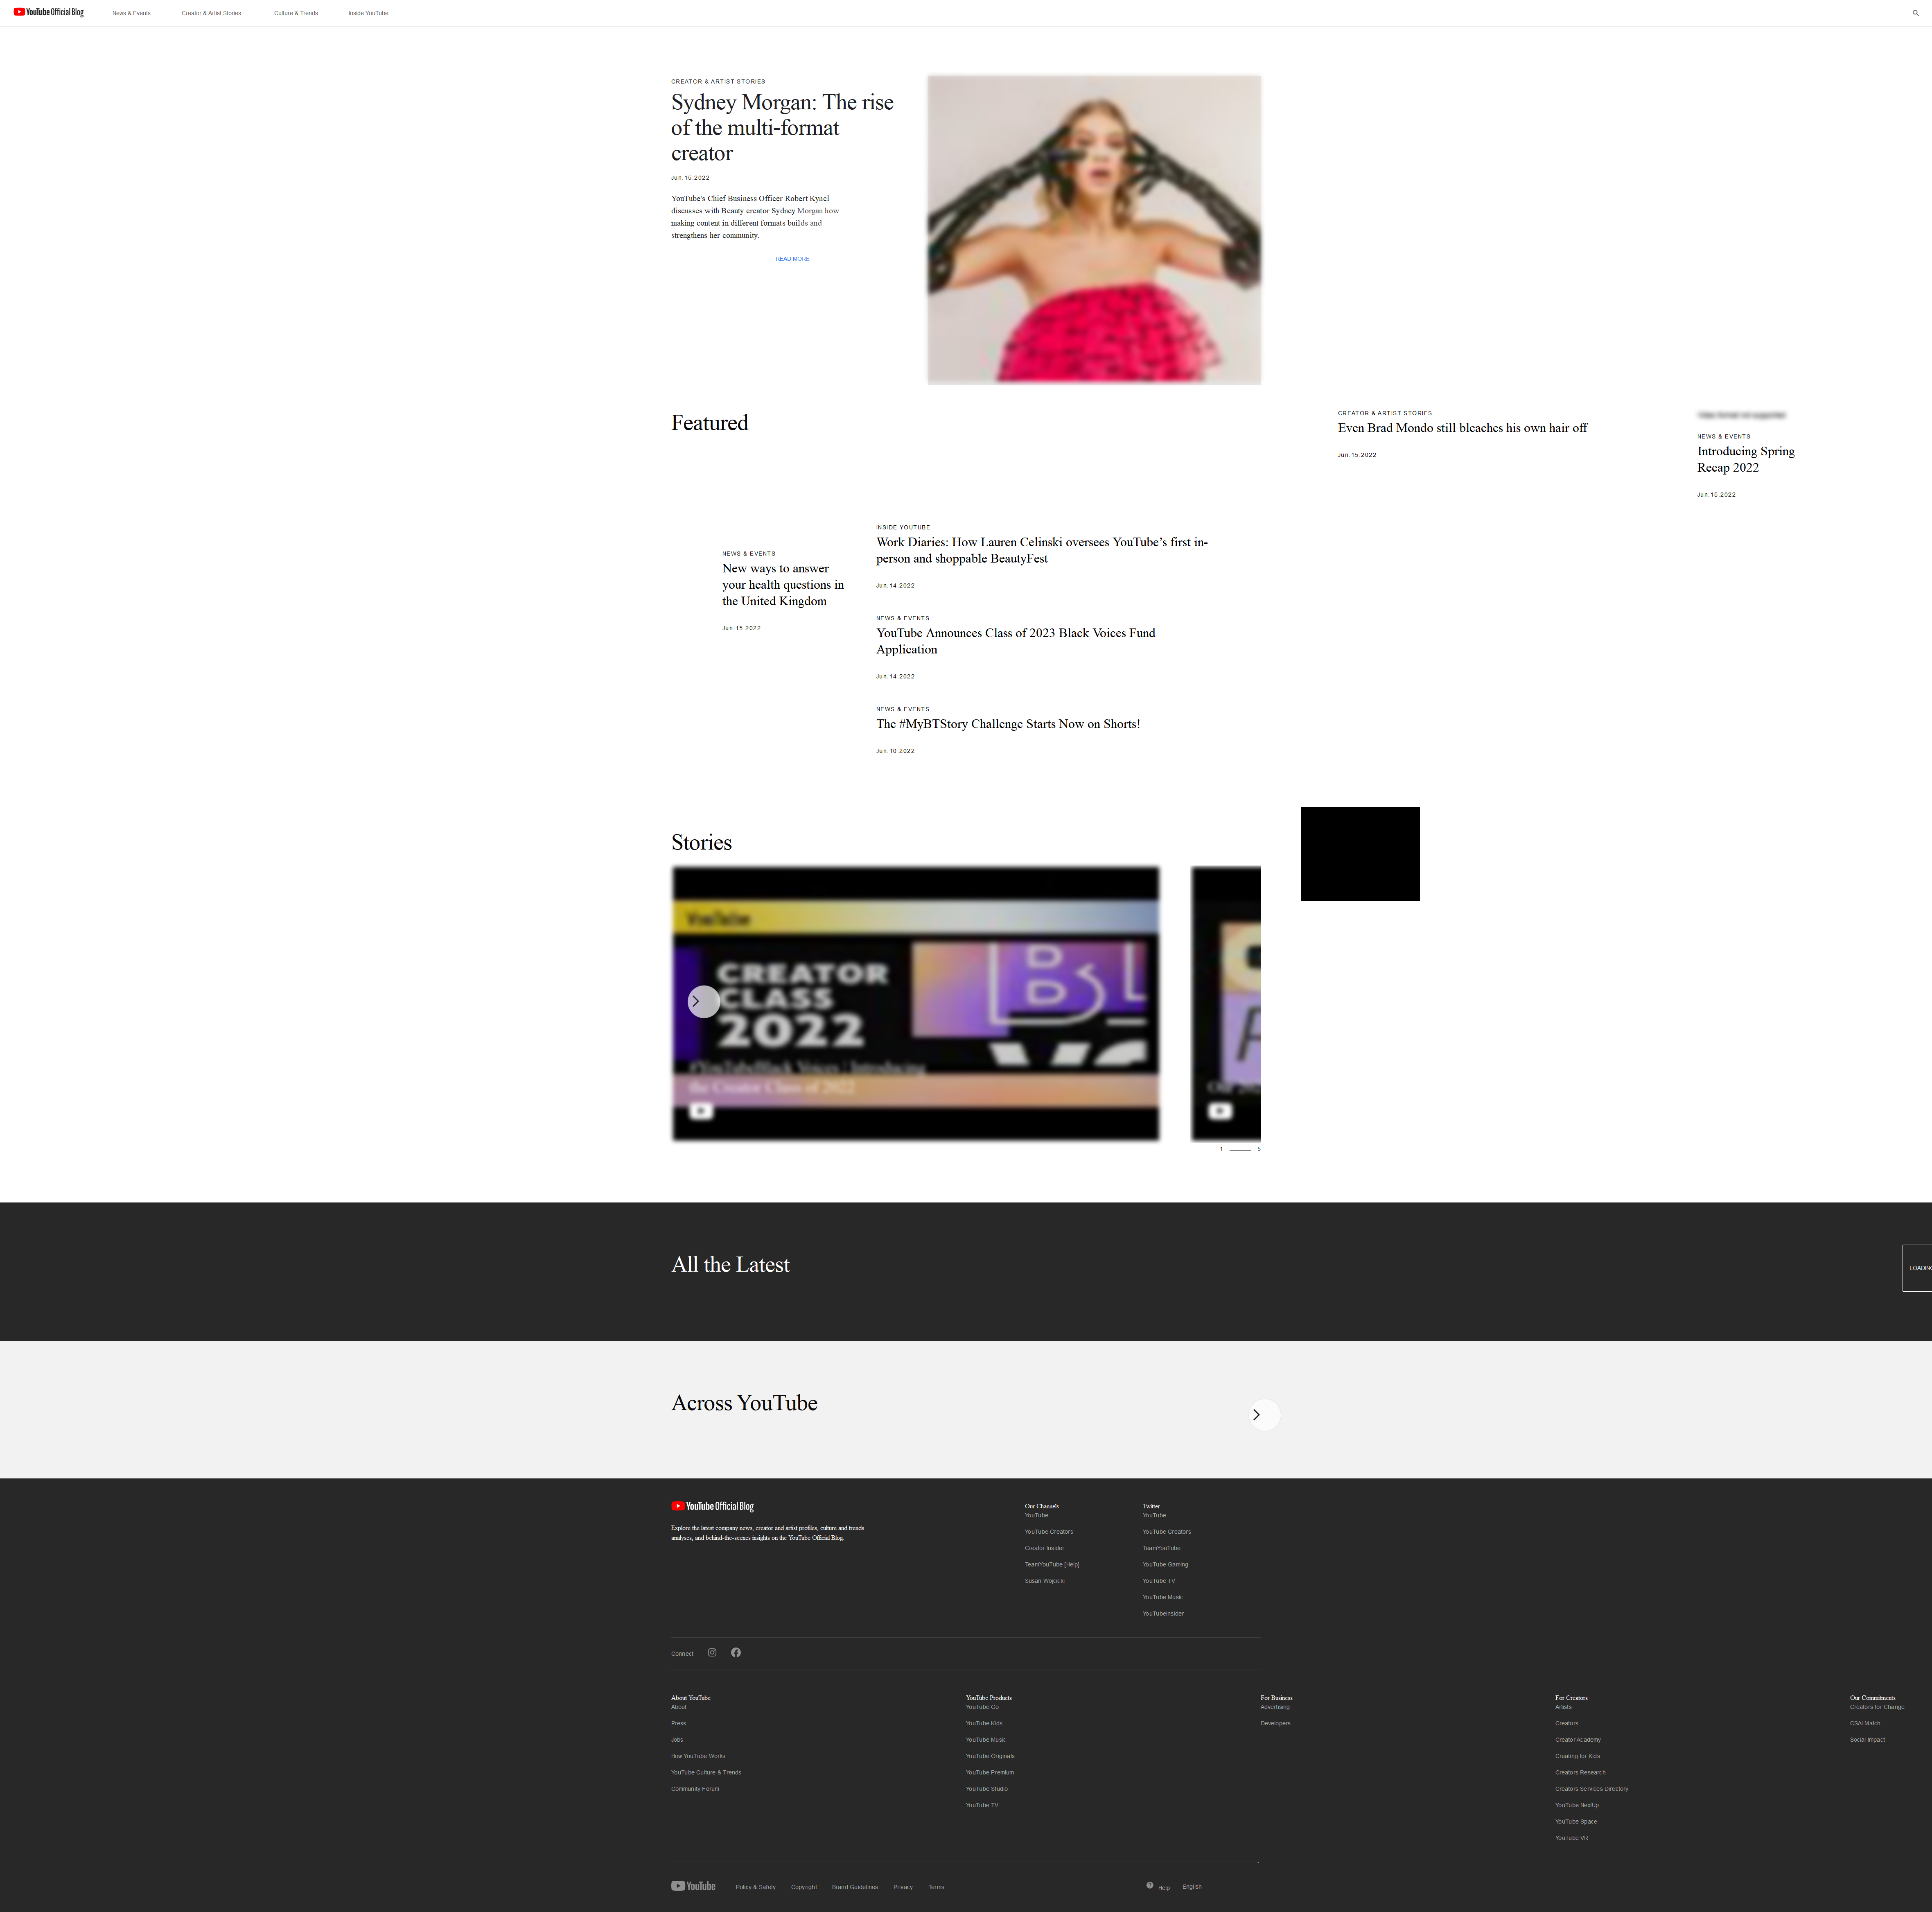 YouTube Official Blog
News & Events
Creator & Artist Stories
Culture & Trends
Inside YouTube
CREATOR & ARTIST STORIES
Sydney Morgan: The rise
of the multi-format
creator
Jun.15.2022
YouTube's Chief Business Officer Robert Kyncl
discusses with Beauty creator Sydney Morgan how
making content in different formats builds and
strengthens her community.
READ MORE
Featured
CREATOR & ARTIST STORIES
Even Brad Mondo still bleaches his own hair off
Jun.15.2022
Video format not supported
NEWS & EVENTS
Introducing Spring
Recap 2022
Jun.15.2022
NEWS & EVENTS
New ways to answer
your health questions in
the United Kingdom
Jun.15.2022
INSIDE YOUTUBE
Work Diaries: How Lauren Celinski oversees YouTube’s first in-
person and shoppable BeautyFest
Jun.14.2022
NEWS & EVENTS
YouTube Announces Class of 2023 Black Voices Fund
Application
Jun.14.2022
NEWS & EVENTS
The #MyBTStory Challenge Starts Now on Shorts!
Jun.10.2022
Stories
YouTube
CREATOR
CLASS
2022
#YouTubeBlack Voices | Introducing
the Creator Class of 2022
Our
1
5
All the Latest
LOADING
Across YouTube
YouTube Official Blog
Explore the latest company news, creator and artist profiles, culture and trends
analyses, and behind-the-scenes insights on the YouTube Official Blog.
Our Channels
YouTube
YouTube Creators
Creator Insider
TeamYouTube [Help]
Susan Wojcicki
Twitter
YouTube
YouTube Creators
TeamYouTube
YouTube Gaming
YouTube TV
YouTube Music
YouTubeInsider
Connect
About YouTube
About
Press
Jobs
How YouTube Works
YouTube Culture & Trends
Community Forum
YouTube Products
YouTube Go
YouTube Kids
YouTube Music
YouTube Originals
YouTube Premium
YouTube Studio
YouTube TV
For Business
Advertising
Developers
For Creators
Artists
Creators
Creator Academy
Creating for Kids
Creators Research
Creators Services Directory
YouTube NextUp
YouTube Space
YouTube VR
Our Commitments
Creators for Change
CSAI Match
Social Impact
YouTube
Policy & Safety
Copyright
Brand Guidelines
Privacy
Terms
Help
English